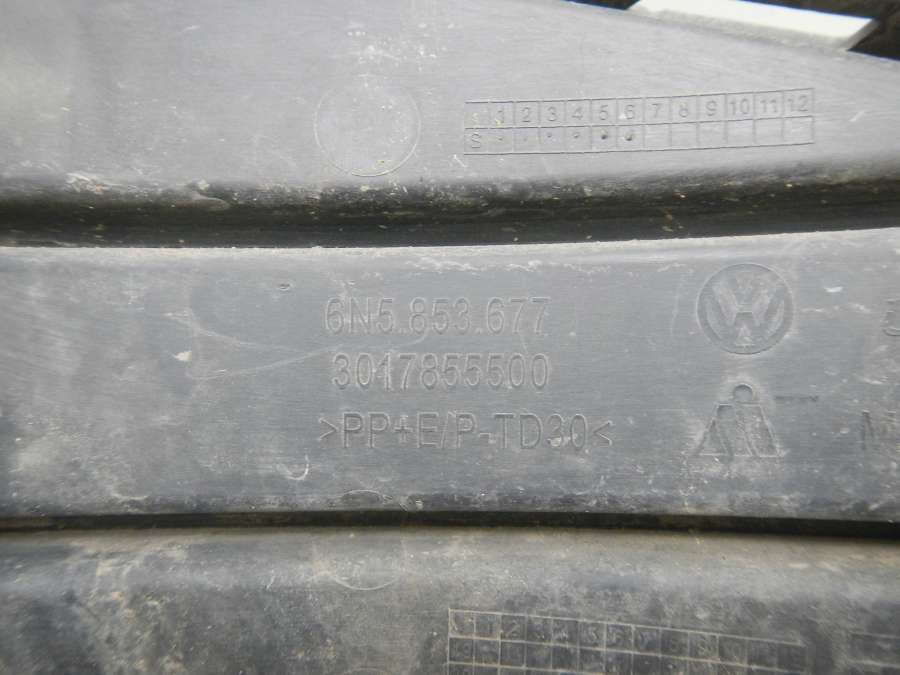 1 2 3 4 5 6 7 8 9 10 11 12
S
6N5.853.677
3017855500
>PP+E/P-TD30<